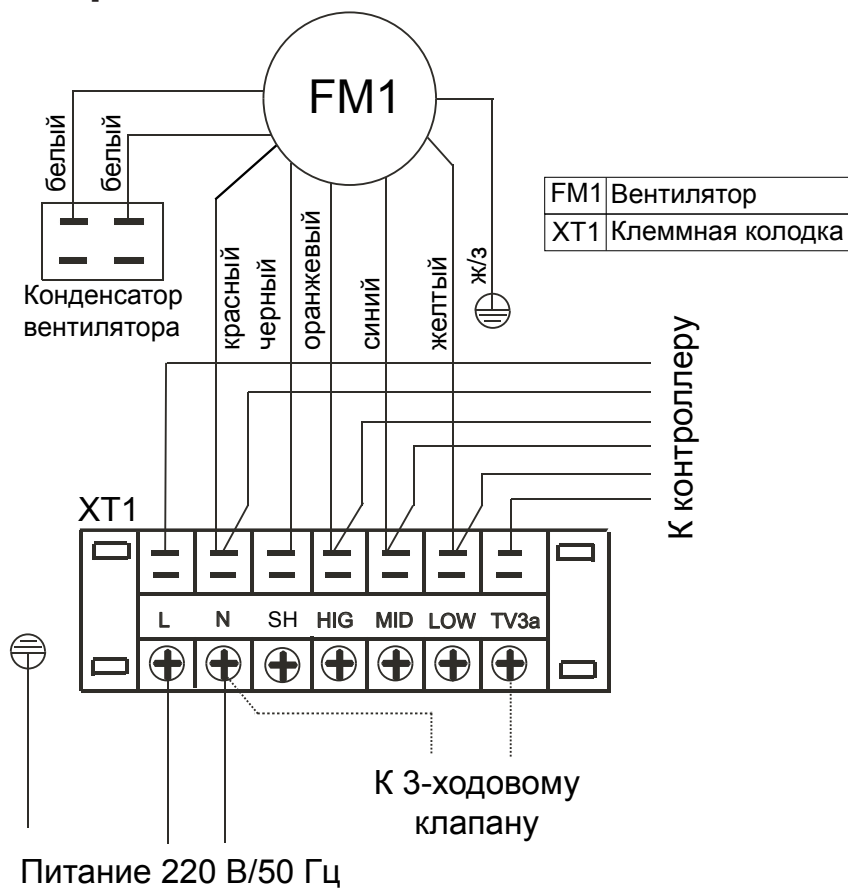 FM1
белый
белый
FM1 Вентилятор
XT1 Клеммная колодка
Конденсатор
вентилятора
красный
черный
оранжевый
синий
желтый
ж/з
К контроллеру
XT1
L N SH HIG MID LOW TV3a
К 3-ходовому
клапану
Питание 220 В/50 Гц